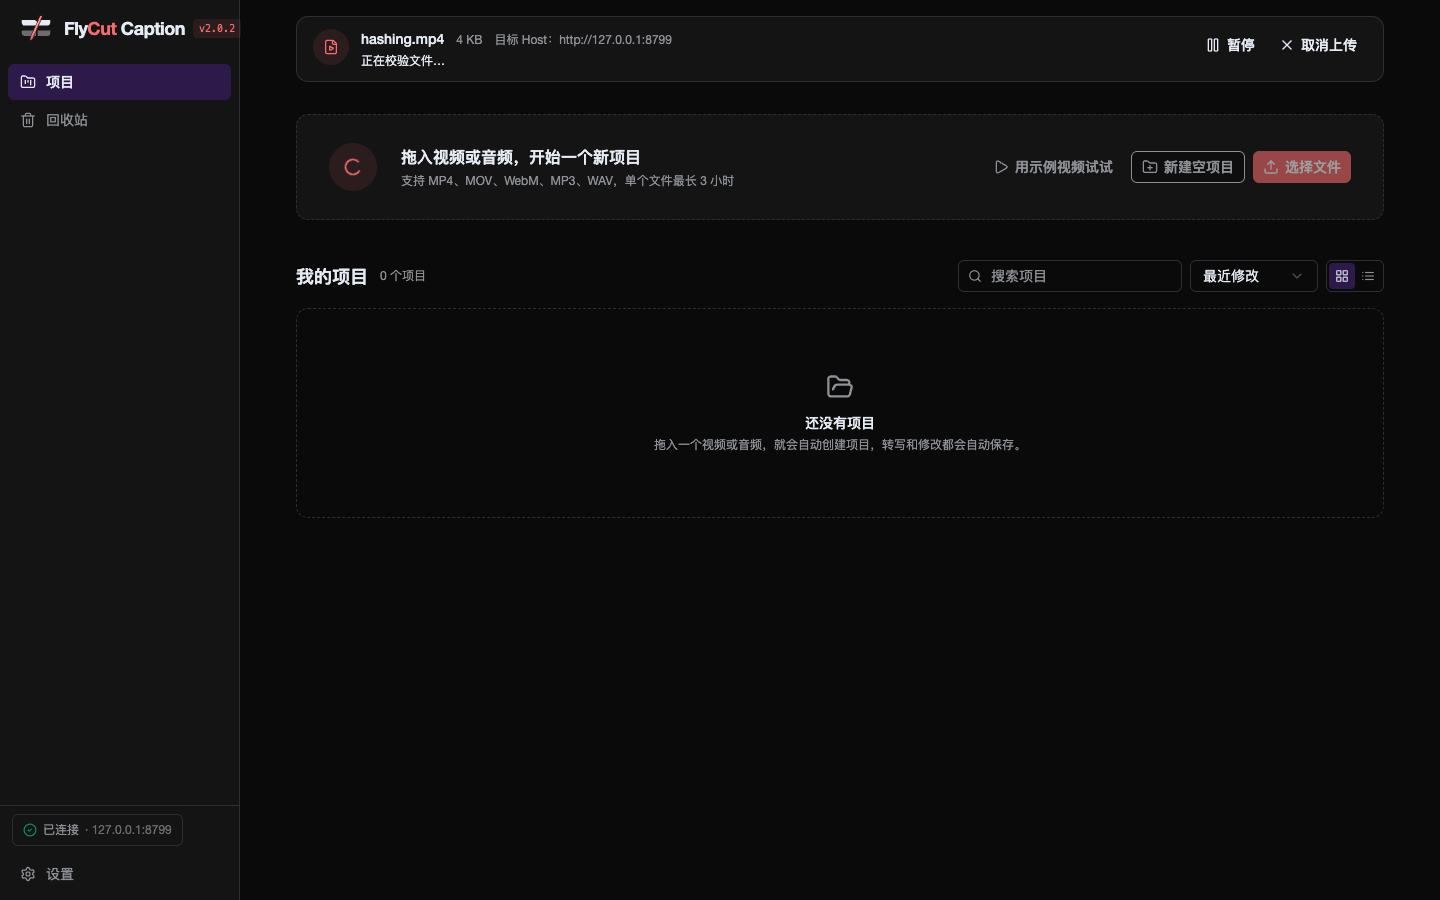 FlyCut Caption v2.0.2
项目
回收站
hashing.mp4 4 KB 目标 Host：http://127.0.0.1:8799
正在校验文件...
暂停
取消上传
拖入视频或音频，开始一个新项目
支持 MP4、MOV、WebM、MP3、WAV，单个文件最长 3 小时
用示例视频试试
新建空项目
选择文件
我的项目 0 个项目
搜索项目
最近修改
还没有项目
拖入一个视频或音频，就会自动创建项目，转写和修改都会自动保存。
已连接 · 127.0.0.1:8799
设置